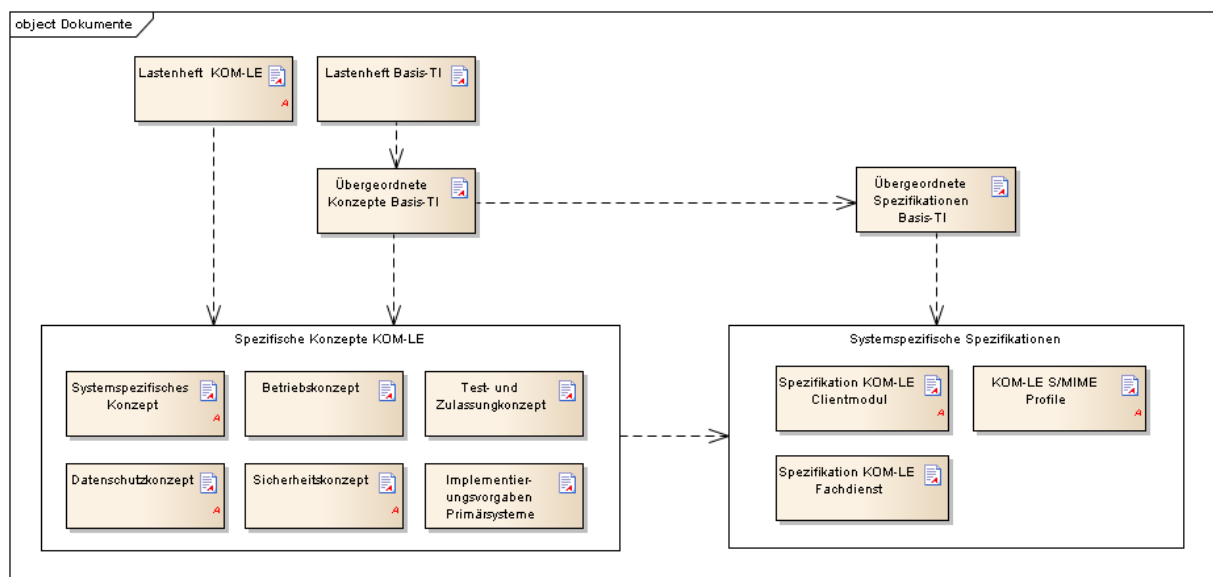 object Dokumente
Lastenheft KOM-LE
A
Lastenheft Basis-TI
Übergeordnete
Konzepte Basis-TI
Übergeordnete
Spezifikationen
Basis-TI
Spezifische Konzepte KOM-LE
Systemspezifisches
Konzept
A
Betriebskonzept
Test- und
Zulassungkonzept
Datenschutzkonzept
A
Sicherheitskonzept
A
Implementier-
ungsvorgaben
Primärsysteme
Systemspezifische Spezifikationen
Spezifikation KOM-LE
Clientmodul
A
KOM-LE S/MIME
Profile
A
Spezifikation KOM-LE
Fachdienst